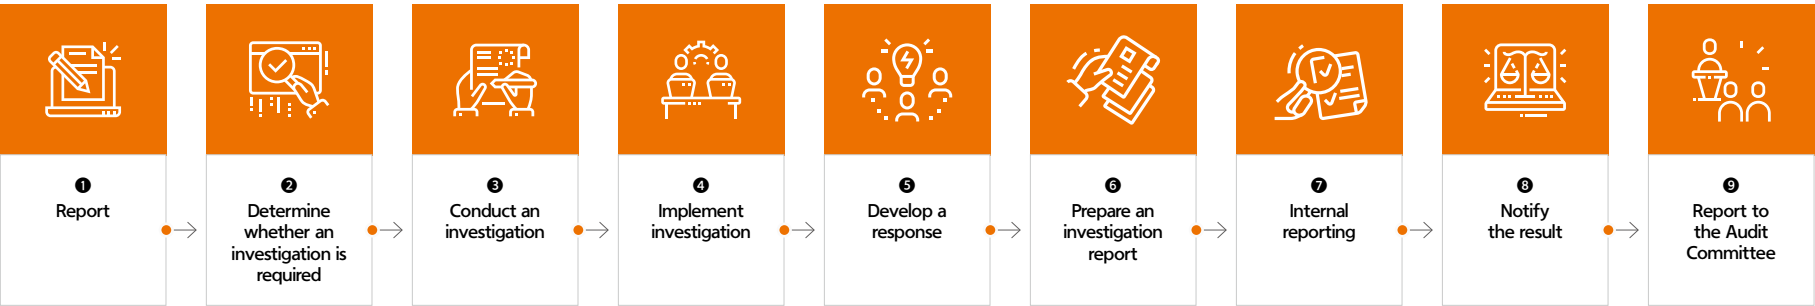 ❶
Report
❷
Determine
whether an
investigation is
required
❸
Conduct an
investigation
❹
Implement
investigation
❺
Develop a
response
❻
Prepare an
investigation
report
❼
Internal
reporting
❽
Notify
the result
❾
Report to
the Audit
Committee